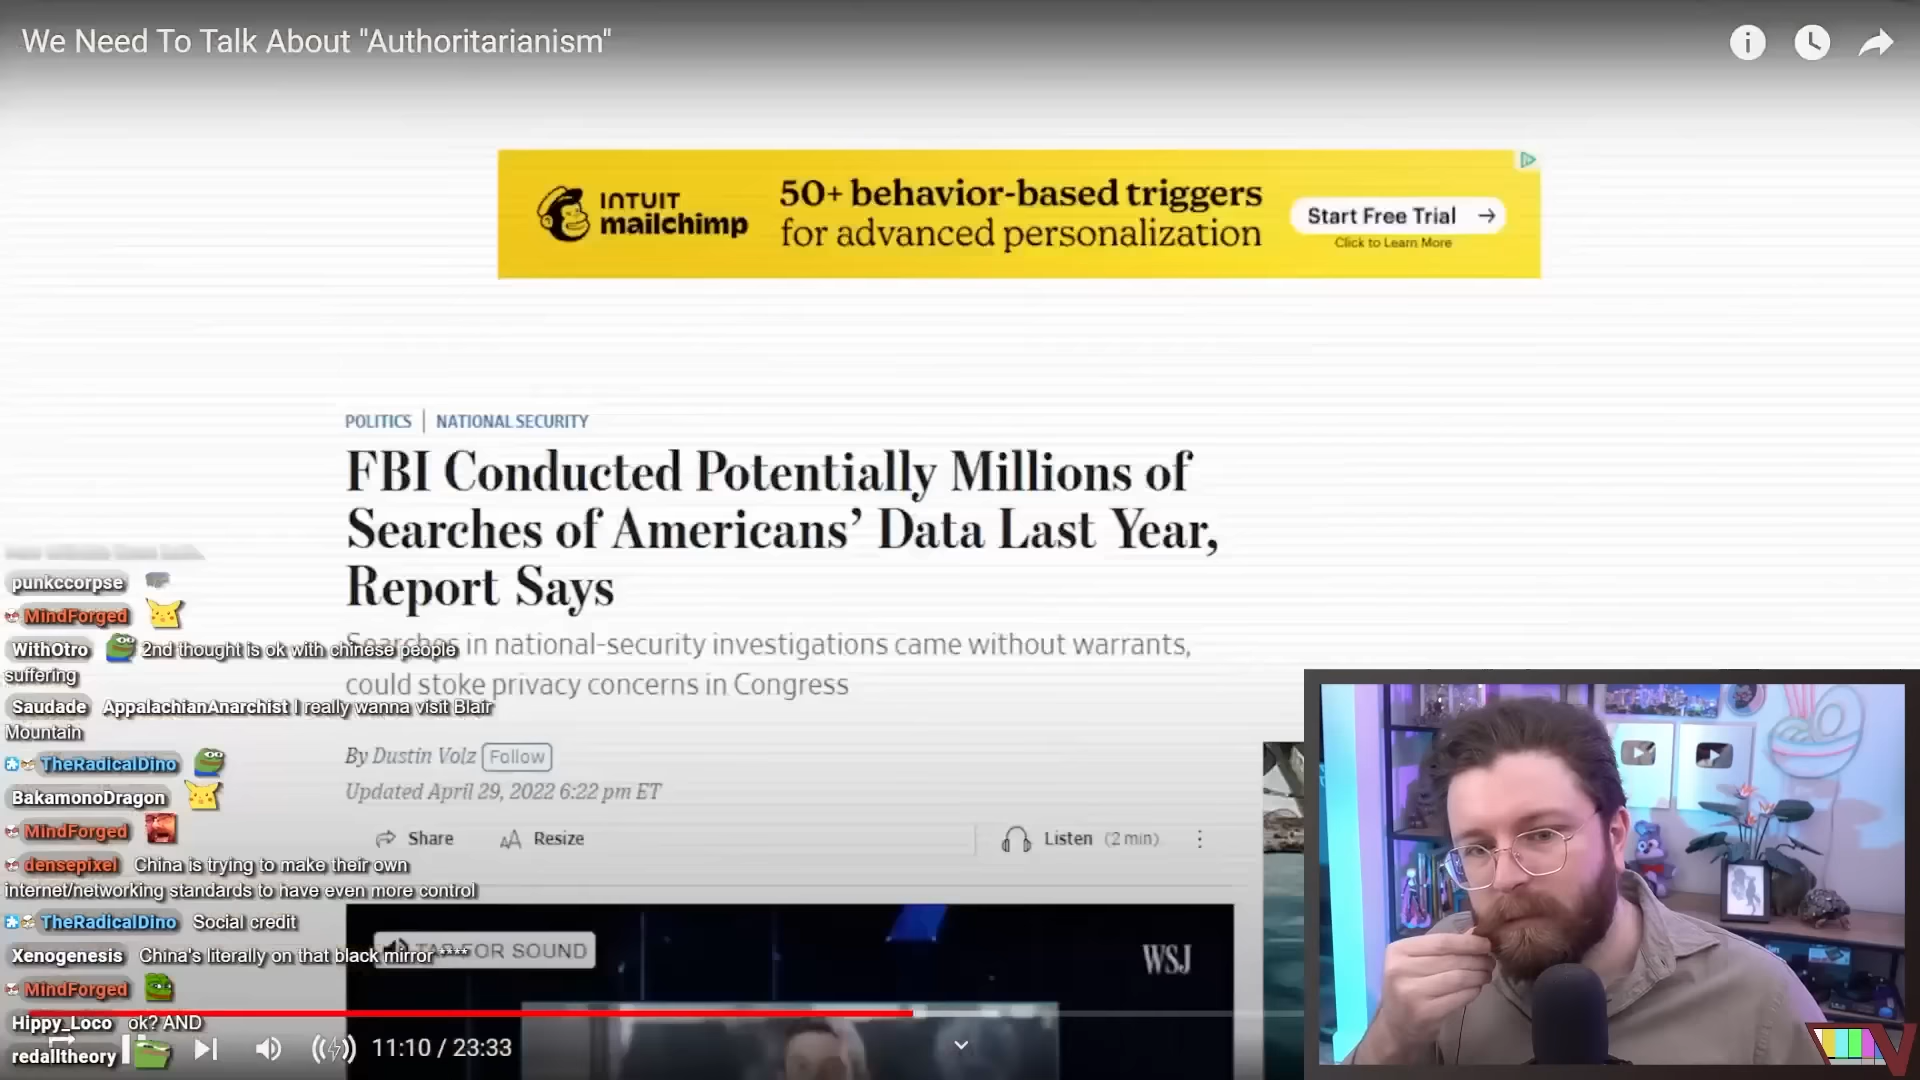 We Need To Talk About "Authoritarianism"
INTUIT
mailchimp
50+ behavior-based triggers
for advanced personalization
Start Free Trial →
Click to Learn More
POLITICS | NATIONAL SECURITY
FBI Conducted Potentially Millions of
Searches of Americans’ Data Last Year,
Report Says
Searches in national-security investigations came without warrants,
could stoke privacy concerns in Congress
By Dustin Volz Follow
Updated April 29, 2022 6:22 pm ET
Share
AA Resize
Listen (2 min)
TAP FOR SOUND
WSJ
punkccorpse
MindForged
WithOtro 2nd thought is ok with chinese people
suffering
Saudade AppalachianAnarchist I really wanna visit Blair
Mountain
TheRadicalDino
BakamonoDragon
MindForged
densepixel China is trying to make their own
internet/networking standards to have even more control
TheRadicalDino Social credit
Xenogenesis China's literally on that black mirror ****
MindForged
Hippy_Loco ok? AND
redalltheory
11:10 / 23:33